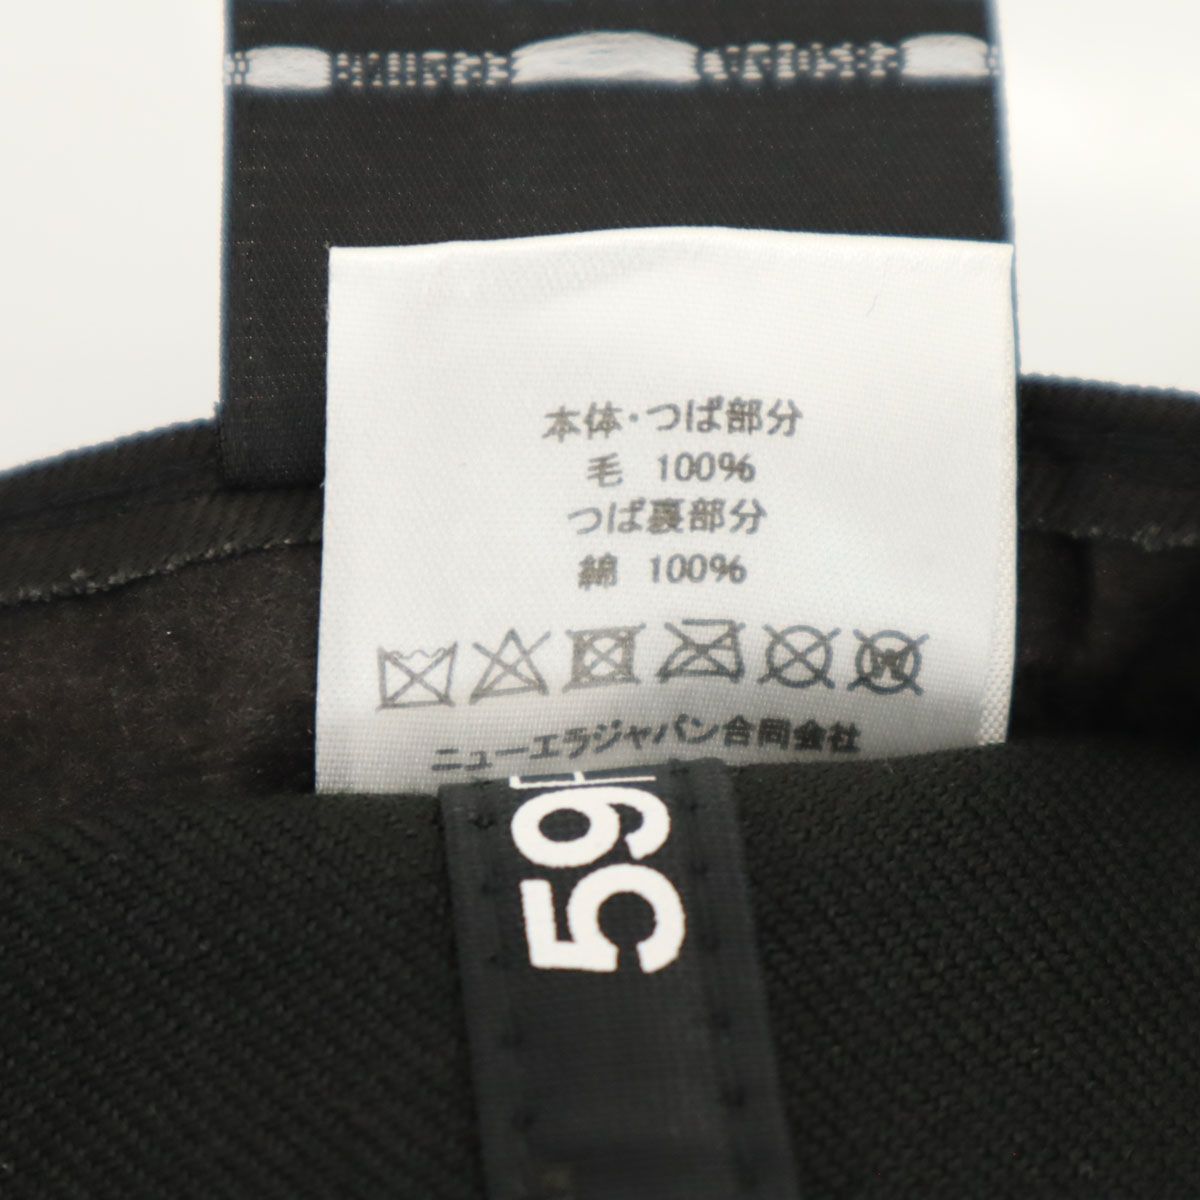 本体・つば部分
毛 100%
つば裏部分
綿 100%
W
ニューエラジャパン合同会社
59F